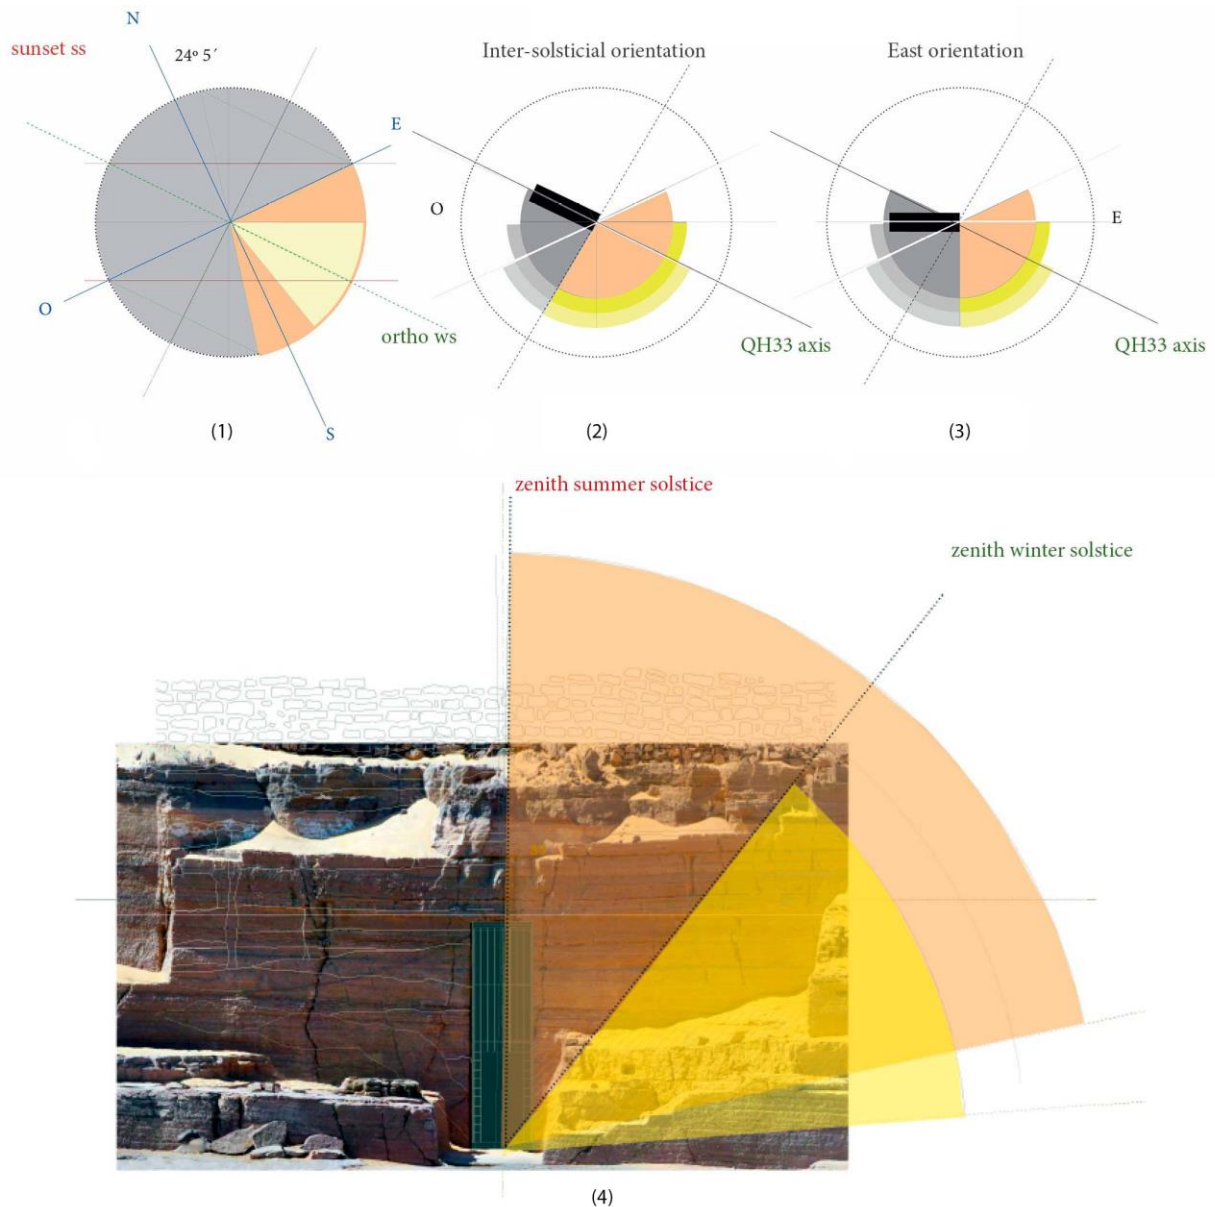 N
sunset ss
24º 5´
E
O
ortho ws
S
(1)
Inter-solsticial orientation
O
QH33 axis
(2)
East orientation
E
QH33 axis
(3)
zenith summer solstice
zenith winter solstice
(4)